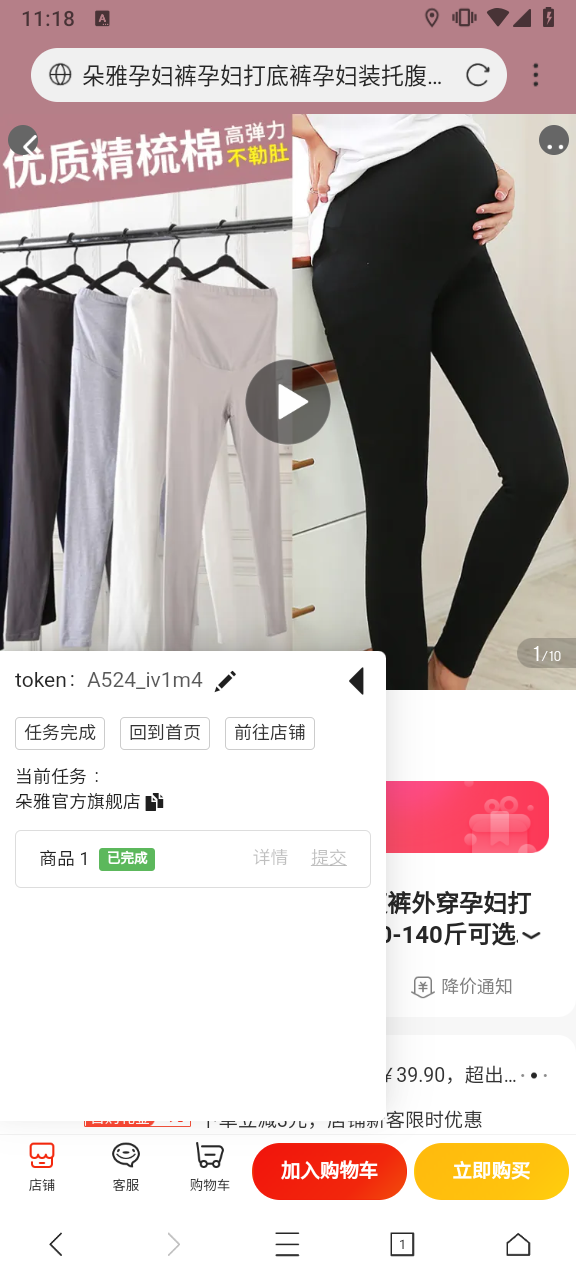 11:18
A
朵雅孕妇裤孕妇打底裤孕妇装托腹...
优质精梳棉
高弹力
不勒肚
1/10
token: A524_iv1m4
任务完成 回到首页 前往店铺
当前任务：
朵雅官方旗舰店
商品 1 已完成 详情 提交
裤外穿孕妇打
0-140斤可选.
降价通知
¥39.90，超出...
下单立减3元，店铺新客限时优惠
店铺 客服 购物车 加入购物车 立即购买
1